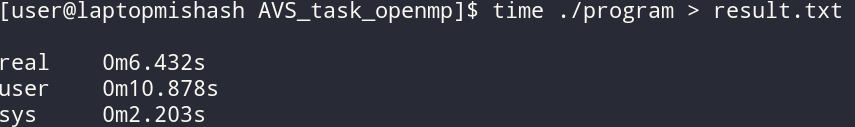 [user@laptopmishash AVS_task_openmp]$ time ./program > result.txt
real 0m6.432s
user 0m10.878s
sys 0m2.203s